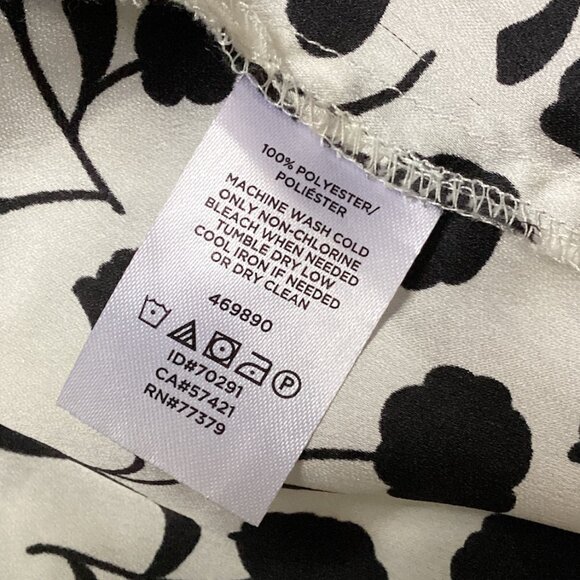 100% POLYESTER/
POLIÉSTER
MACHINE WASH COLD
ONLY NON-CHLORINE
BLEACH WHEN NEEDED
TUMBLE DRY LOW
COOL IRON IF NEEDED
OR DRY CLEAN
469890
P
ID#70291
CA#57421
RN#77379